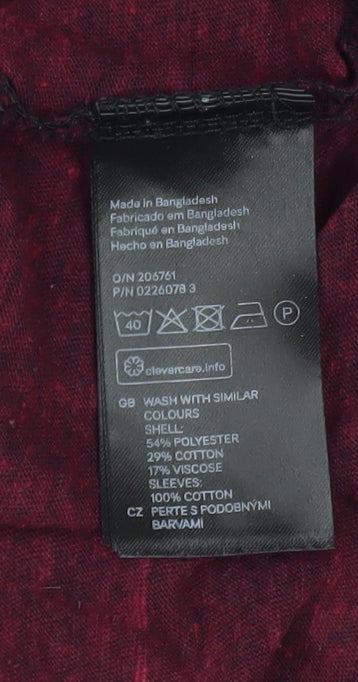 Made in Bangladesh
Fabricado em Bangladesh
Fabriqué en Bangladesh
Hecho en Bangladesh
O/N 206761
P/N 0226078 3
40 P
clevercare.info
GB WASH WITH SIMILAR
COLOURS
SHELL:
54% POLYESTER
29% COTTON
17% VISCOSE
SLEEVES:
100% COTTON
CZ PERTE S PODOBNÝMI
BARVAMI